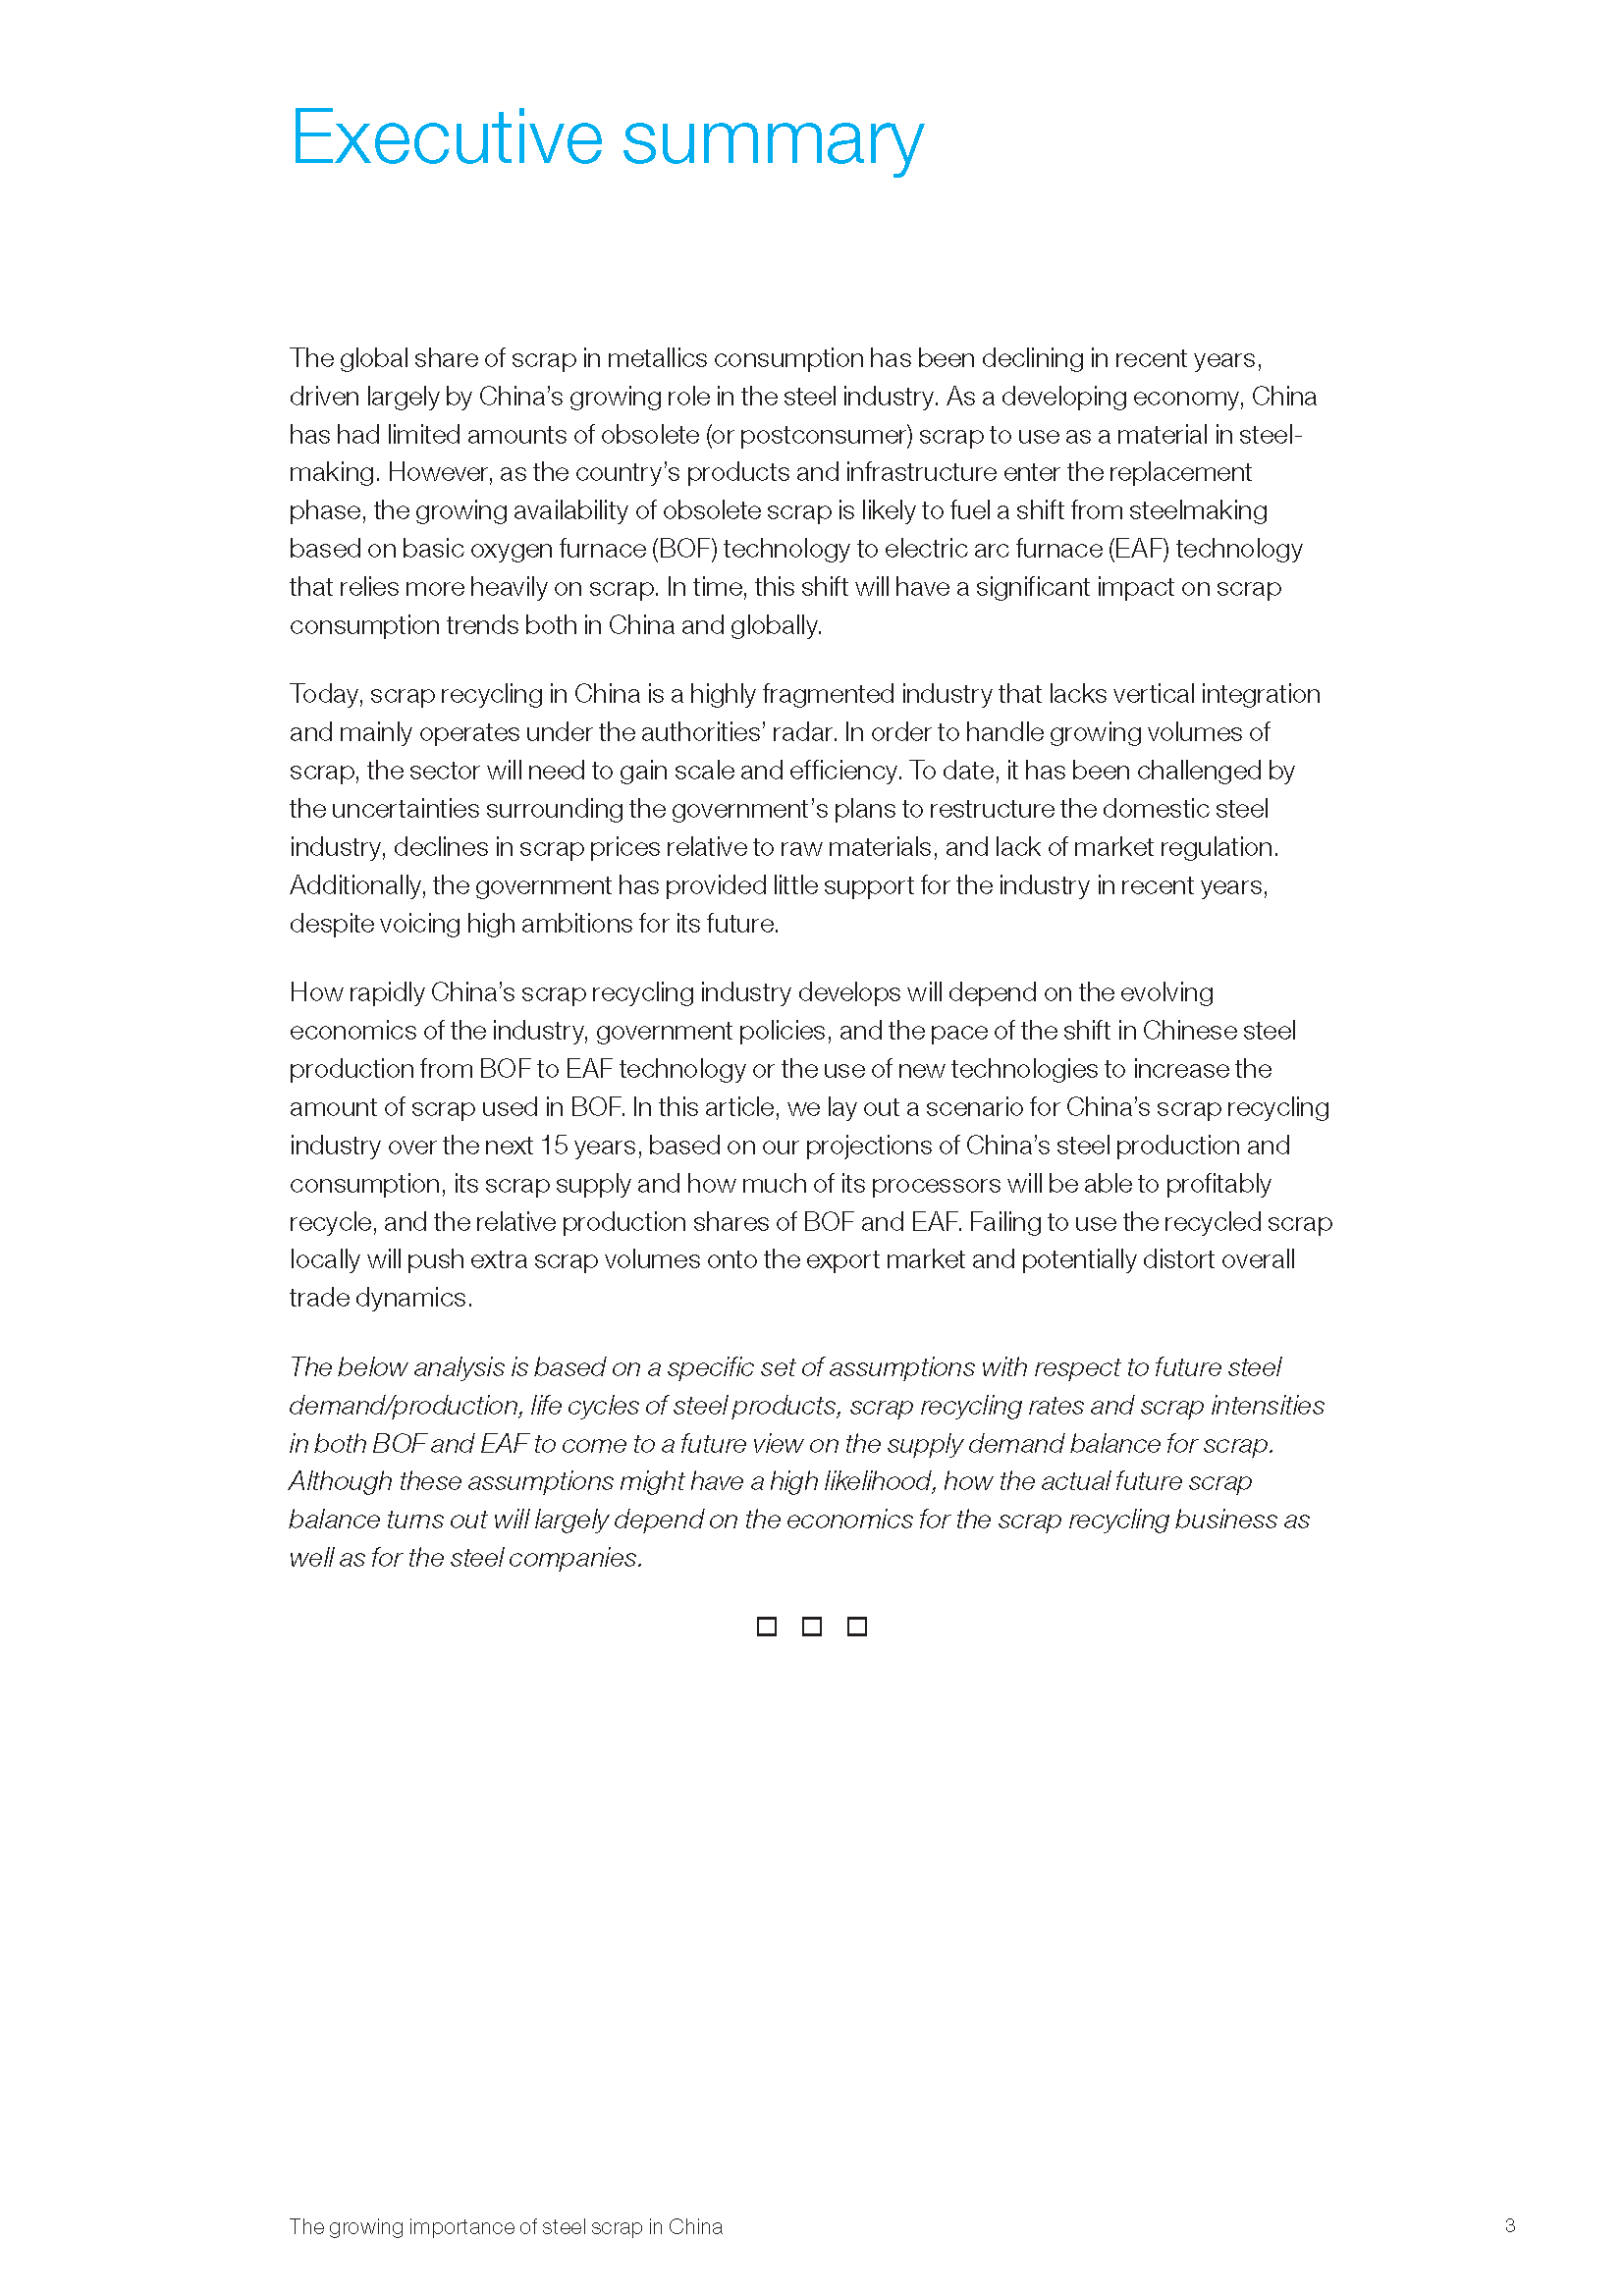 Executive summary
The global share of scrap in metallics consumption has been declining in recent years,
driven largely by China’s growing role in the steel industry. As a developing economy, China
has had limited amounts of obsolete (or postconsumer) scrap to use as a material in steel-
making. However, as the country’s products and infrastructure enter the replacement
phase, the growing availability of obsolete scrap is likely to fuel a shift from steelmaking
based on basic oxygen furnace (BOF) technology to electric arc furnace (EAF) technology
that relies more heavily on scrap. In time, this shift will have a significant impact on scrap
consumption trends both in China and globally.
Today, scrap recycling in China is a highly fragmented industry that lacks vertical integration
and mainly operates under the authorities’ radar. In order to handle growing volumes of
scrap, the sector will need to gain scale and efficiency. To date, it has been challenged by
the uncertainties surrounding the government’s plans to restructure the domestic steel
industry, declines in scrap prices relative to raw materials, and lack of market regulation.
Additionally, the government has provided little support for the industry in recent years,
despite voicing high ambitions for its future.
How rapidly China’s scrap recycling industry develops will depend on the evolving
economics of the industry, government policies, and the pace of the shift in Chinese steel
production from BOF to EAF technology or the use of new technologies to increase the
amount of scrap used in BOF. In this article, we lay out a scenario for China’s scrap recycling
industry over the next 15 years, based on our projections of China’s steel production and
consumption, its scrap supply and how much of its processors will be able to profitably
recycle, and the relative production shares of BOF and EAF. Failing to use the recycled scrap
locally will push extra scrap volumes onto the export market and potentially distort overall
trade dynamics.
The below analysis is based on a specific set of assumptions with respect to future steel
demand/production, life cycles of steel products, scrap recycling rates and scrap intensities
in both BOF and EAF to come to a future view on the supply demand balance for scrap.
Although these assumptions might have a high likelihood, how the actual future scrap
balance turns out will largely depend on the economics for the scrap recycling business as
well as for the steel companies.
The growing importance of steel scrap in China
3